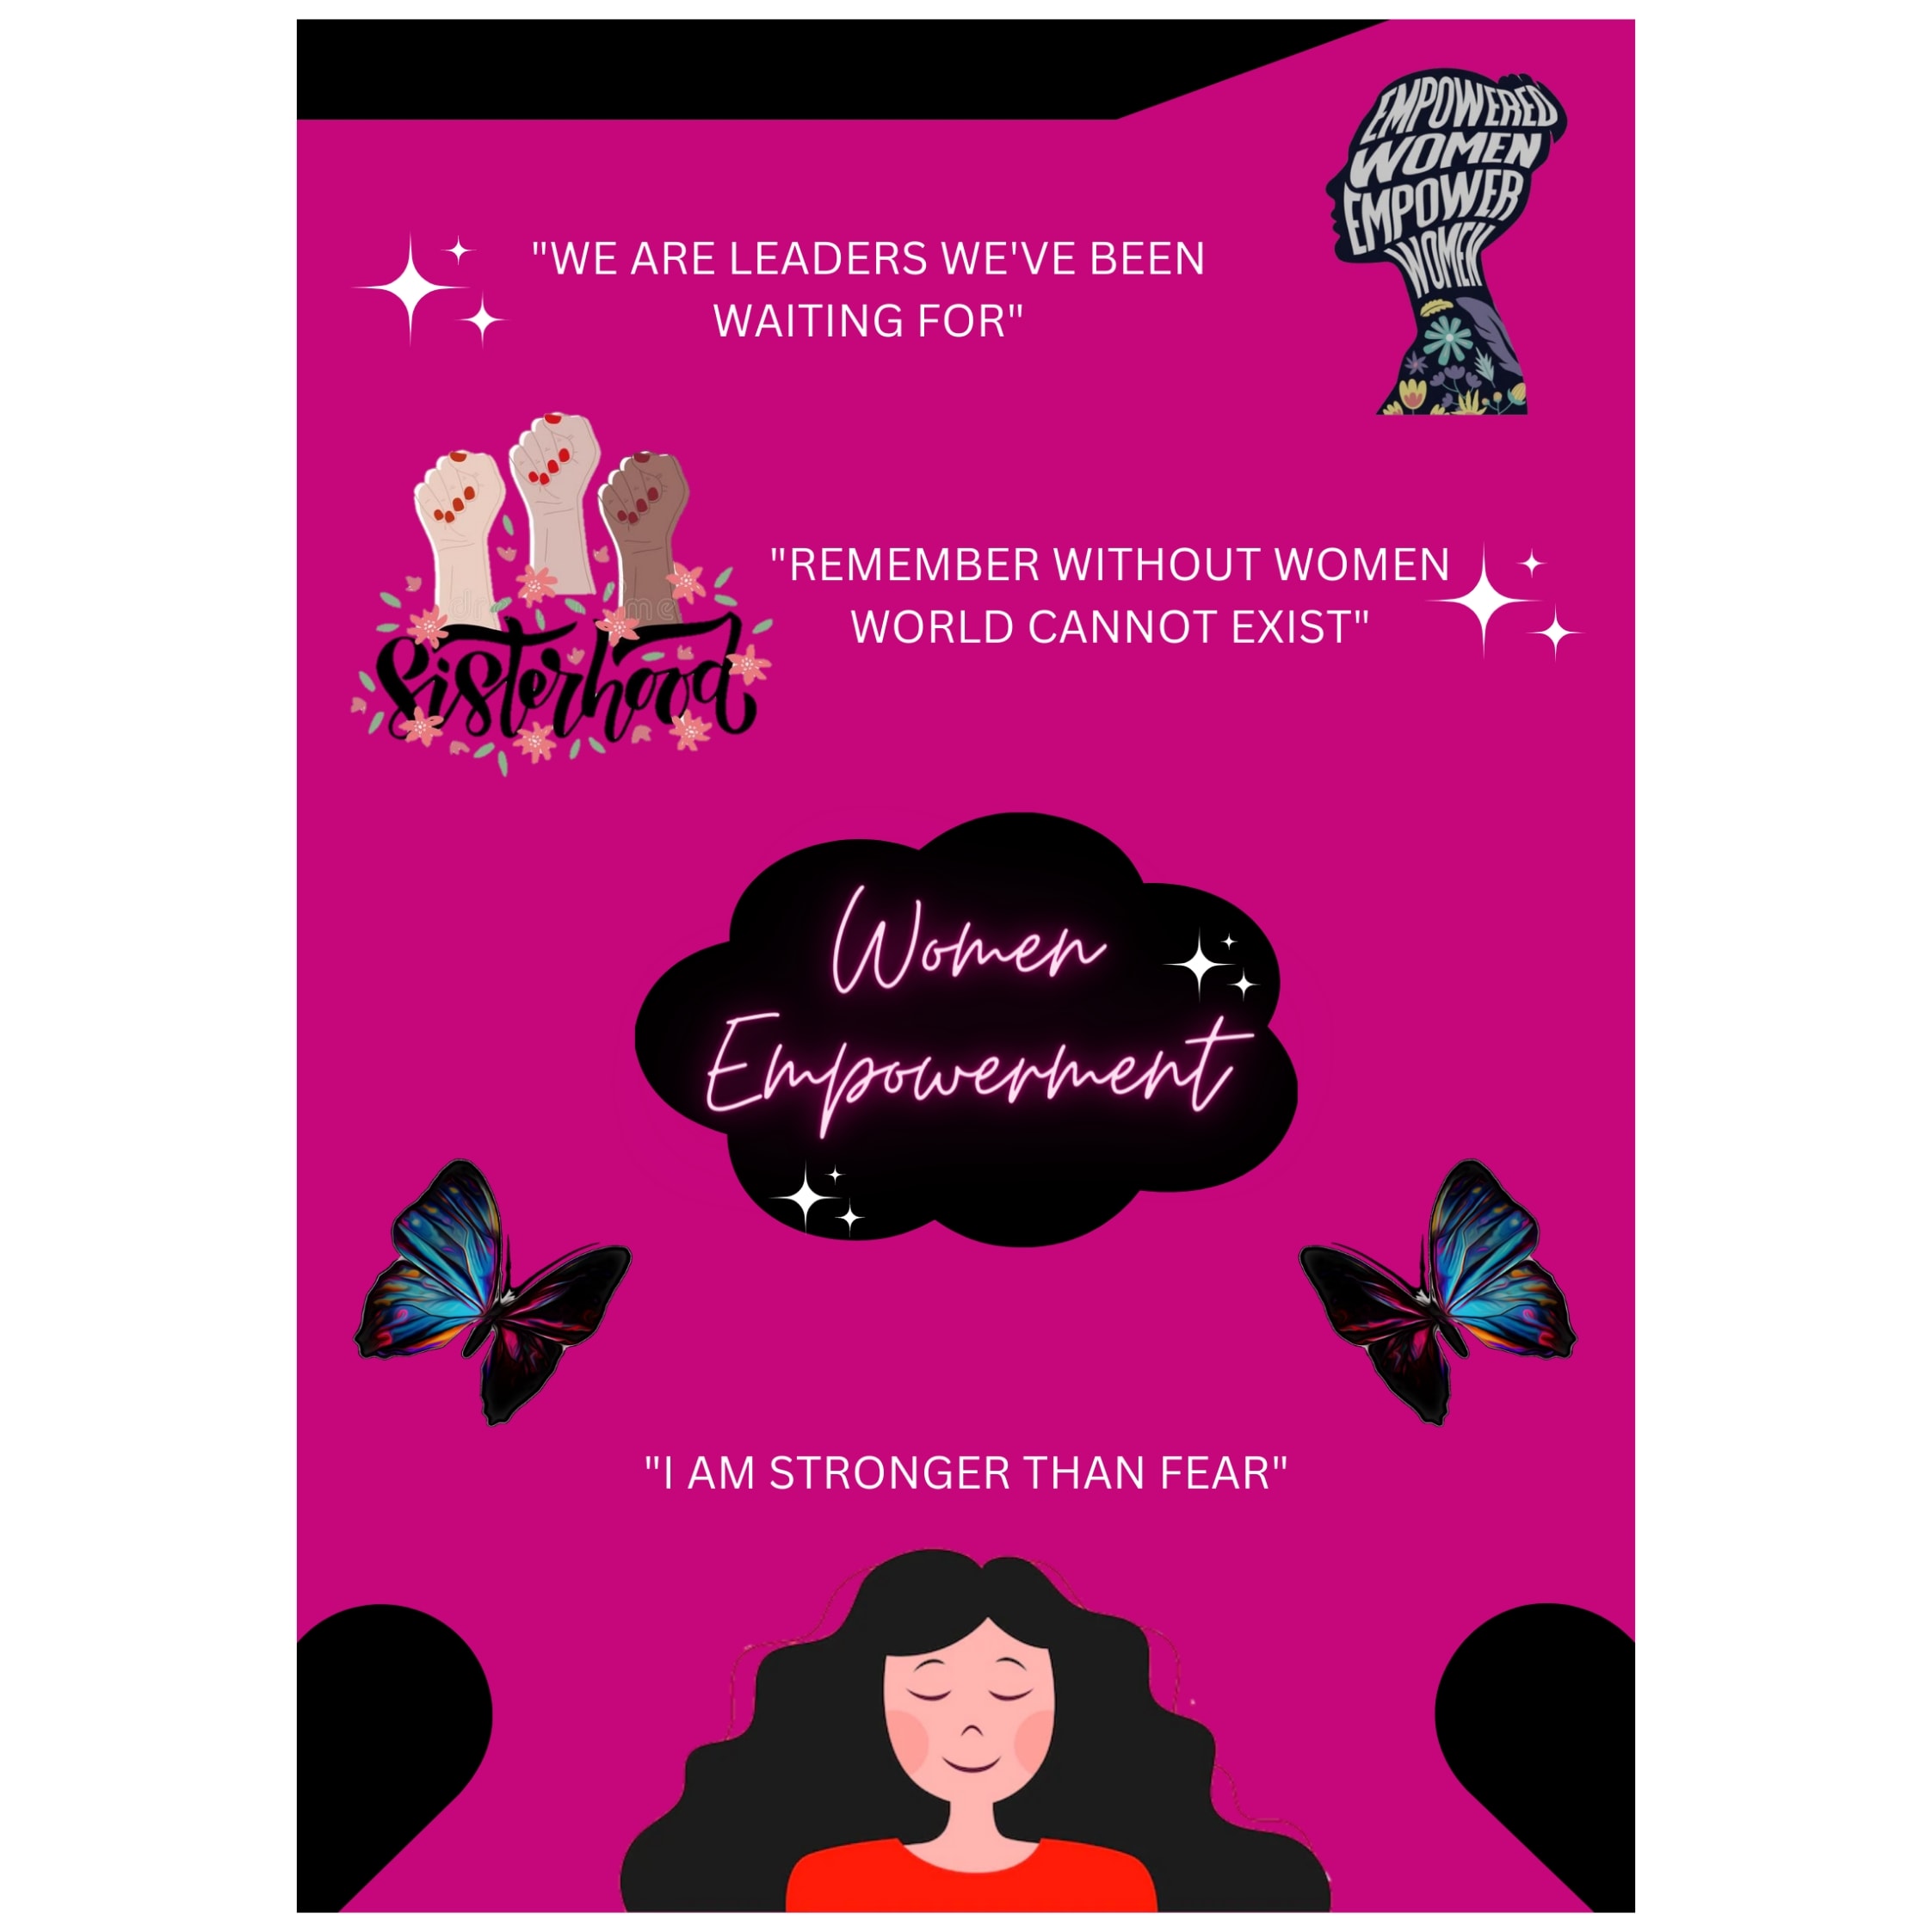 EMPOWERED
WOMEN
EMPOWER
WOMEN
"WE ARE LEADERS WE'VE BEEN
WAITING FOR"
"REMEMBER WITHOUT WOMEN
WORLD CANNOT EXIST"
Sisterhood
Women
Empowerment
"I AM STRONGER THAN FEAR"